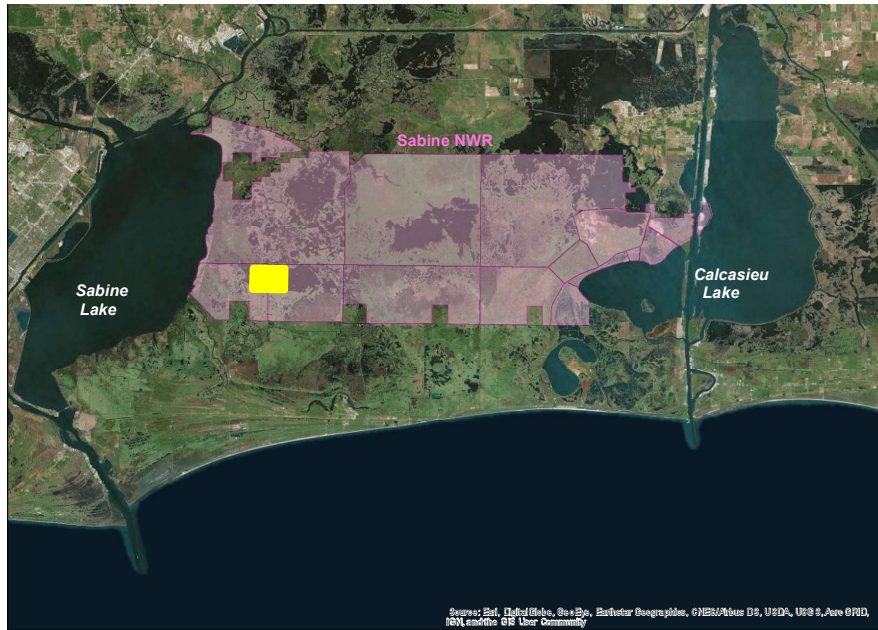 Sabine NWR
Sabine
Lake
Calcasieu
Lake
Source: Esri, DigitalGlobe, GeoEye, Earthstar Geographics, CNES/Airbus DS, USDA, USGS, AeroGRID,
IGN, and the GIS User Community